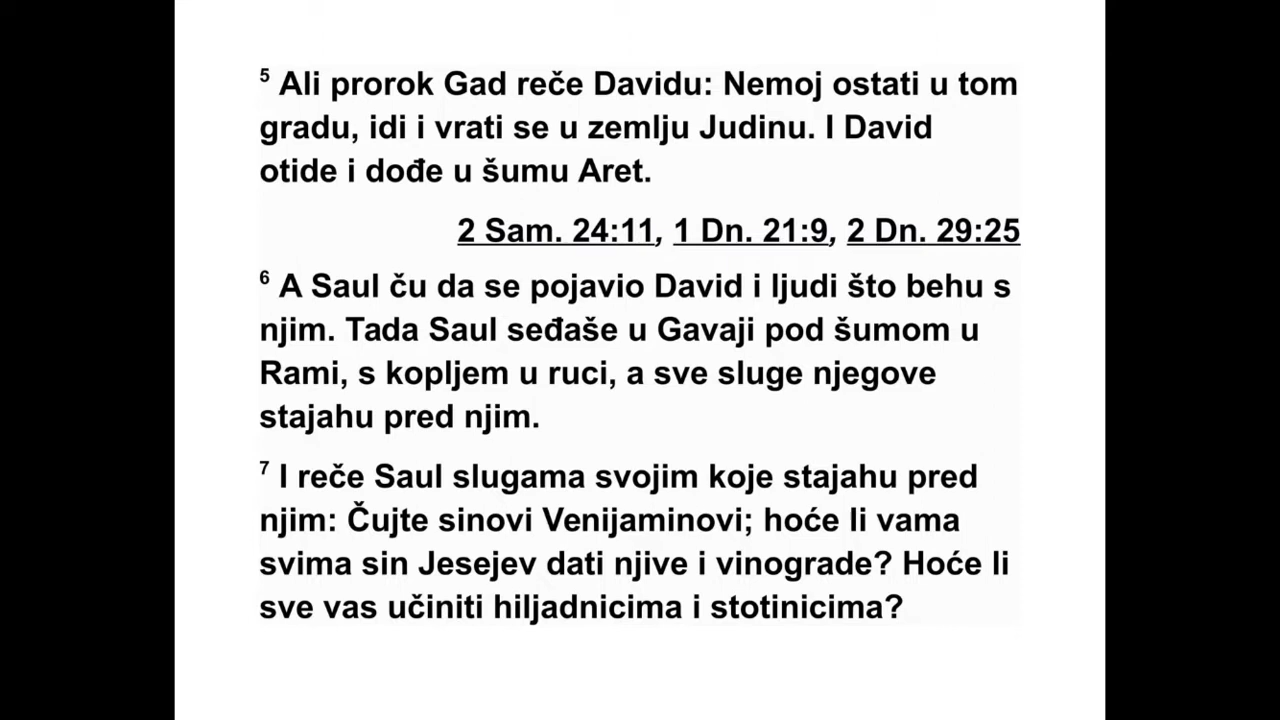 5 Ali prorok Gad reče Davidu: Nemoj ostati u tom
gradu, idi i vrati se u zemlju Judinu. I David
otide i dođe u šumu Aret.
2 Sam. 24:11, 1 Dn. 21:9, 2 Dn. 29:25
6 A Saul ču da se pojavio David i ljudi što behu s
njim. Tada Saul seđaše u Gavaji pod šumom u
Rami, s kopljem u ruci, a sve sluge njegove
stajahu pred njim.
7 I reče Saul slugama svojim koje stajahu pred
njim: Čujte sinovi Venijaminovi; hoće li vama
svima sin Jesejev dati njive i vinograde? Hoće li
sve vas učiniti hiljadnicima i stotinicima?